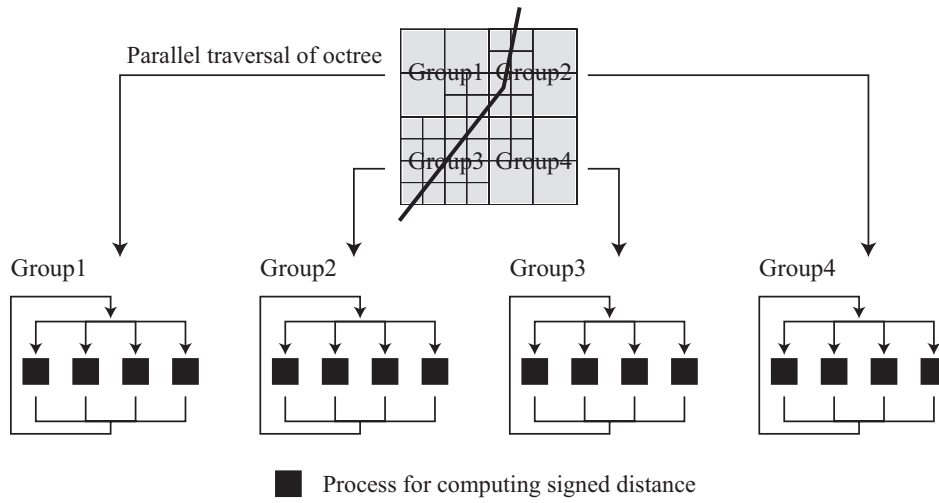 Parallel traversal of octree
Group1 Group2
Group3 Group4
Group1 Group2 Group3 Group4
Process for computing signed distance